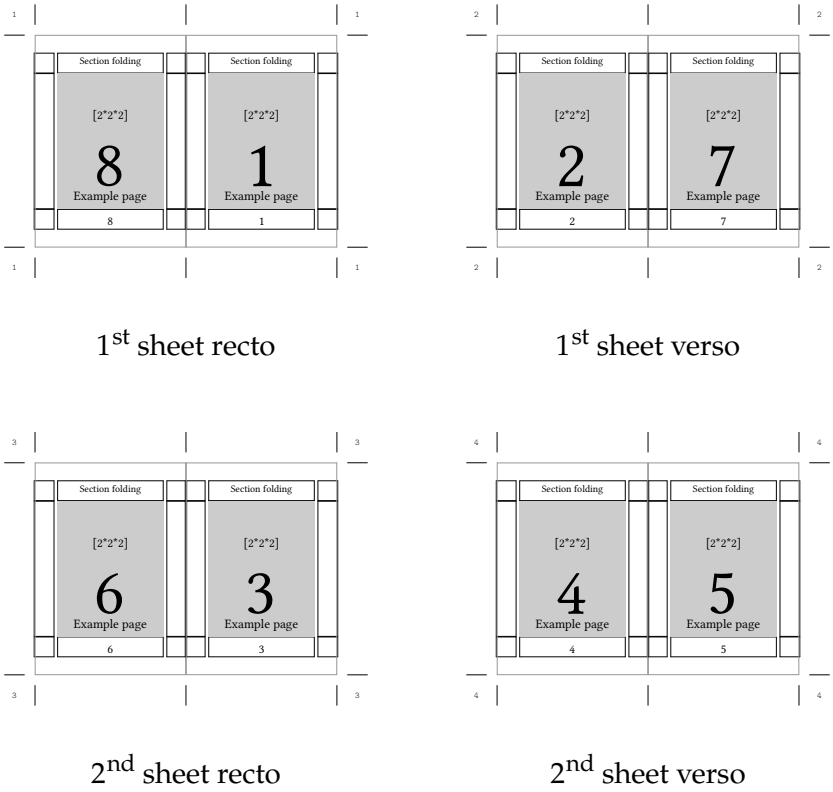 1 1 2 2
Section folding Section folding Section folding Section folding
[2*2*2] [2*2*2] [2*2*2] [2*2*2]
8 1 2 7
Example page Example page Example page Example page
8 1 2 7
1 1 2 2
1st sheet recto 1st sheet verso
3 3 4 4
Section folding Section folding Section folding Section folding
[2*2*2] [2*2*2] [2*2*2] [2*2*2]
6 3 4 5
Example page Example page Example page Example page
6 3 4 5
3 3 4 4
2nd sheet recto 2nd sheet verso